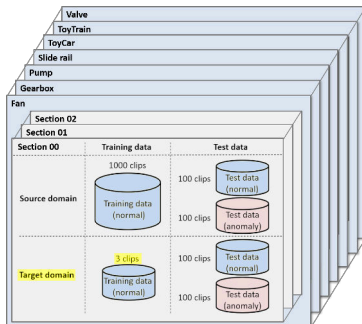 Valve
ToyTrain
ToyCar
Slide rail
Pump
Gearbox
Fan
Section 02
Section 01
Section 00 Training data Test data
1000 clips
Source domain
Training data
(normal)
100 clips
Test data
(normal)
100 clips
Test data
(anomaly)
Target domain
3 clips
Training data
(normal)
100 clips
Test data
(normal)
100 clips
Test data
(anomaly)